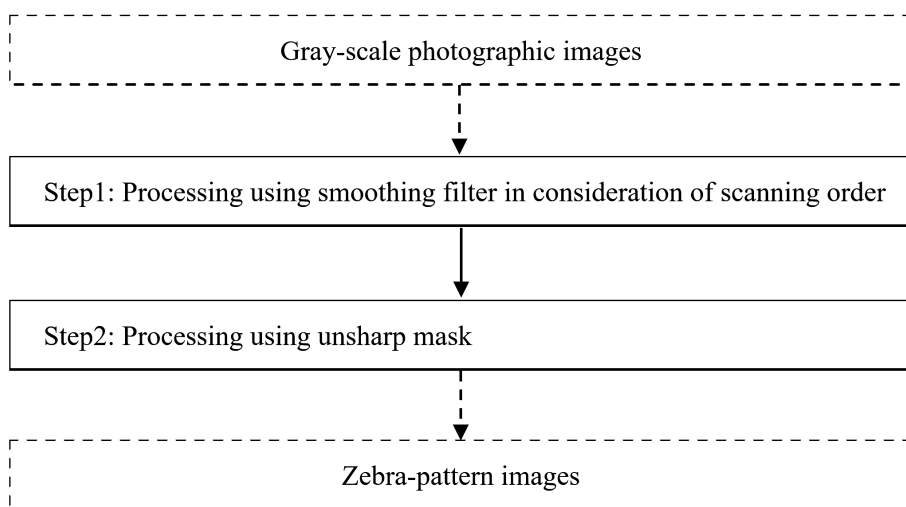 Gray-scale photographic images
Step1: Processing using smoothing filter in consideration of scanning order
Step2: Processing using unsharp mask
Zebra-pattern images